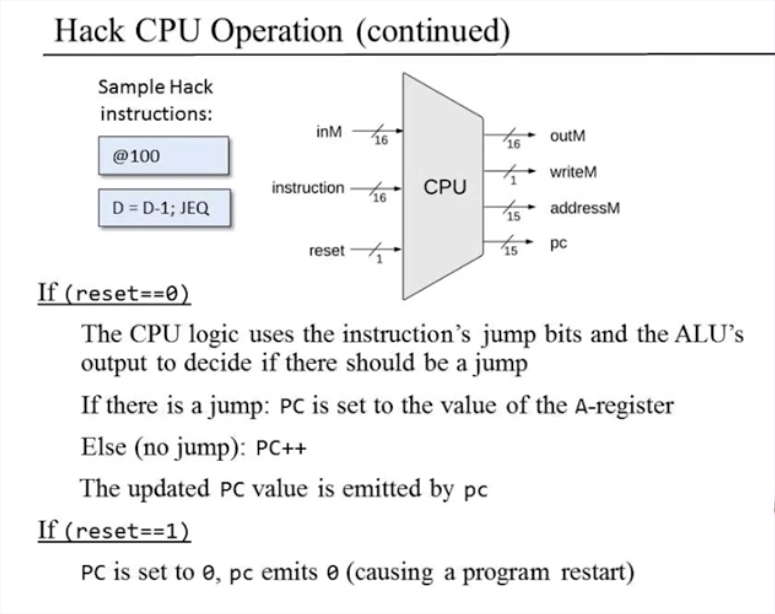 Hack CPU Operation (continued)
Sample Hack
instructions:
@100
D = D-1; JEQ
inM
16
instruction
16
reset
1
CPU
16
outM
1
writeM
15
addressM
15
pc
If (reset==0)
The CPU logic uses the instruction’s jump bits and the ALU’s
output to decide if there should be a jump
If there is a jump: PC is set to the value of the A-register
Else (no jump): PC++
The updated PC value is emitted by pc
If (reset==1)
PC is set to 0, pc emits 0 (causing a program restart)